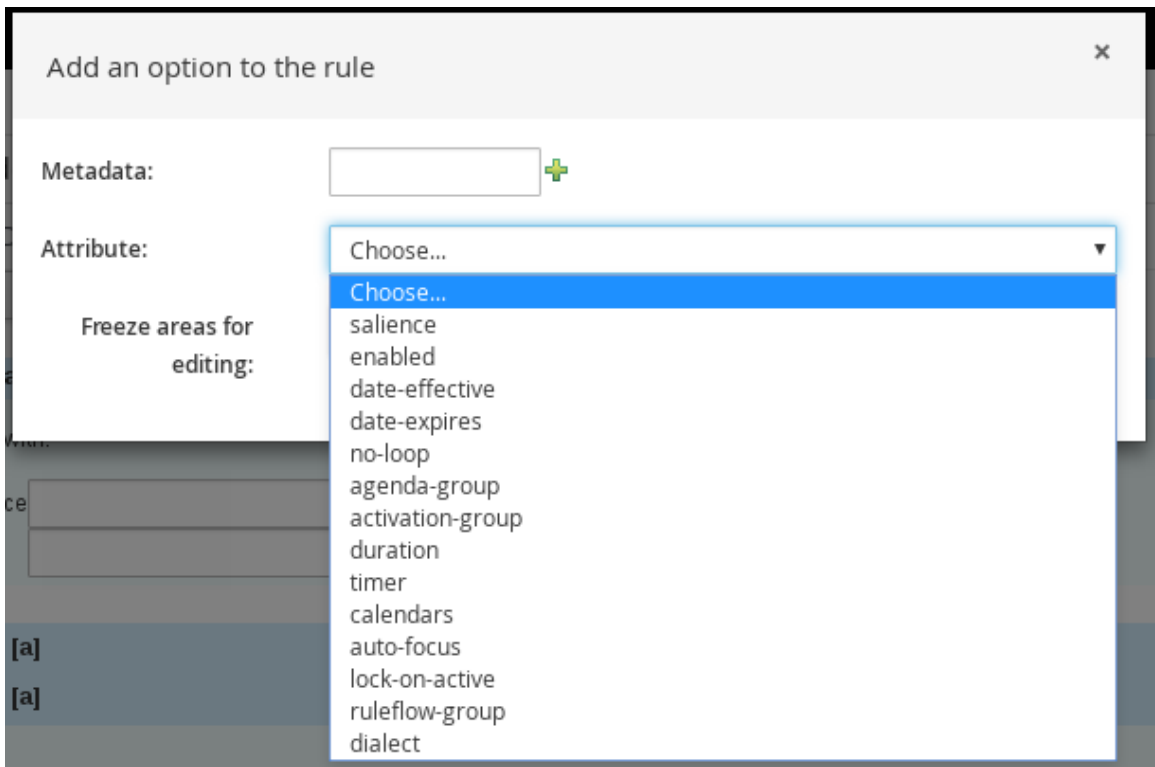 Add an option to the rule
×
Metadata:
Attribute:
Choose...
Choose...
salience
Freeze areas for
enabled
editing:
date-effective
date-expires
no-loop
agenda-group
ce
activation-group
duration
timer
calendars
[a]
auto-focus
lock-on-active
[a]
ruleflow-group
dialect